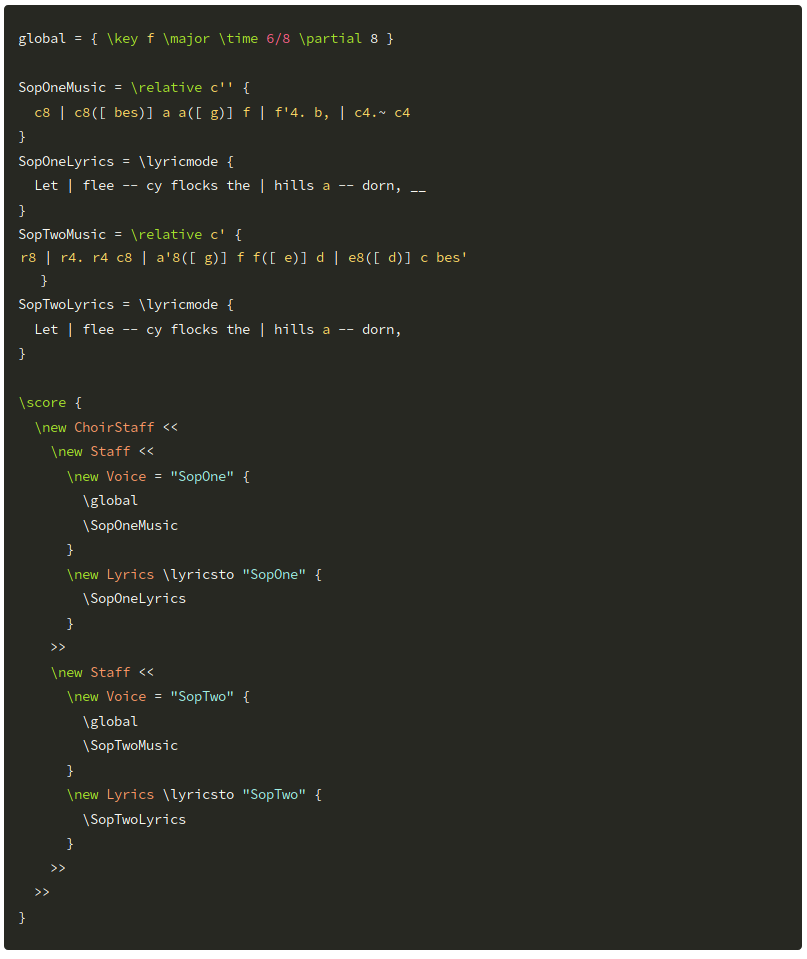 global = { \key f \major \time 6/8 \partial 8 }

SopOneMusic = \relative c'' {
  c8 | c8([ bes)] a a([ g)] f | f'4. b, | c4.~ c4
}
SopOneLyrics = \lyricmode {
  Let | flee -- cy flocks the | hills a -- dorn, __
}
SopTwoMusic = \relative c' {
r8 | r4. r4 c8 | a'8([ g)] f f([ e)] d | e8([ d)] c bes'
   }
SopTwoLyrics = \lyricmode {
  Let | flee -- cy flocks the | hills a -- dorn,
}

\score {
  \new ChoirStaff <<
    \new Staff <<
      \new Voice = "SopOne" {
        \global
        \SopOneMusic
      }
      \new Lyrics \lyricsto "SopOne" {
        \SopOneLyrics
      }
    >>
    \new Staff <<
      \new Voice = "SopTwo" {
        \global
        \SopTwoMusic
      }
      \new Lyrics \lyricsto "SopTwo" {
        \SopTwoLyrics
      }
    >>
  >>
}